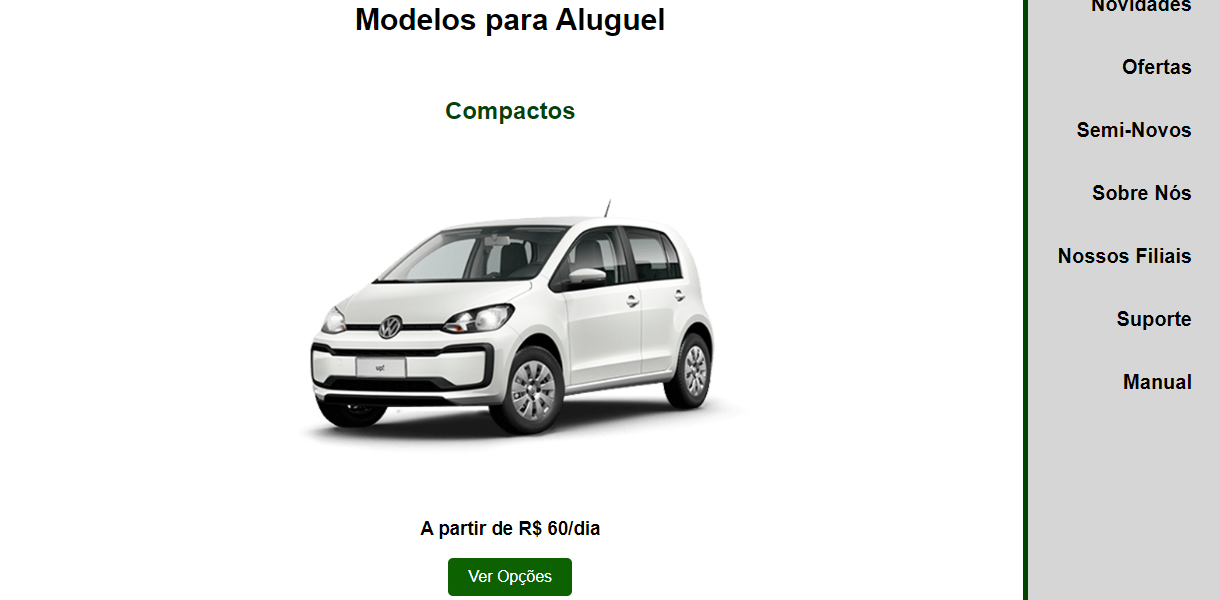 Modelos para Aluguel
Compactos
up!
A partir de R$ 60/dia
Ver Opções
Novidades
Ofertas
Semi-Novos
Sobre Nós
Nossos Filiais
Suporte
Manual